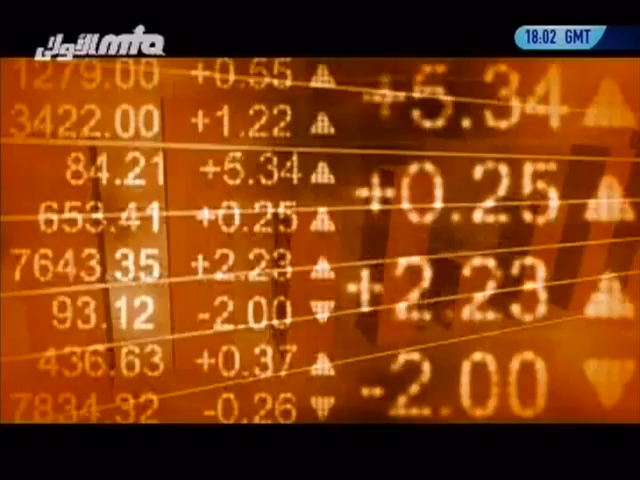 الأولى mta
18:02 GMT
1279.00 +0.55
3422.00 +1.22 +5.34
84.21 +5.34
653.41 +0.25 +0.25
7643.35 +2.23 +2.23
93.12 -2.00
436.63 +0.37 -2.00
7834.32 -0.26